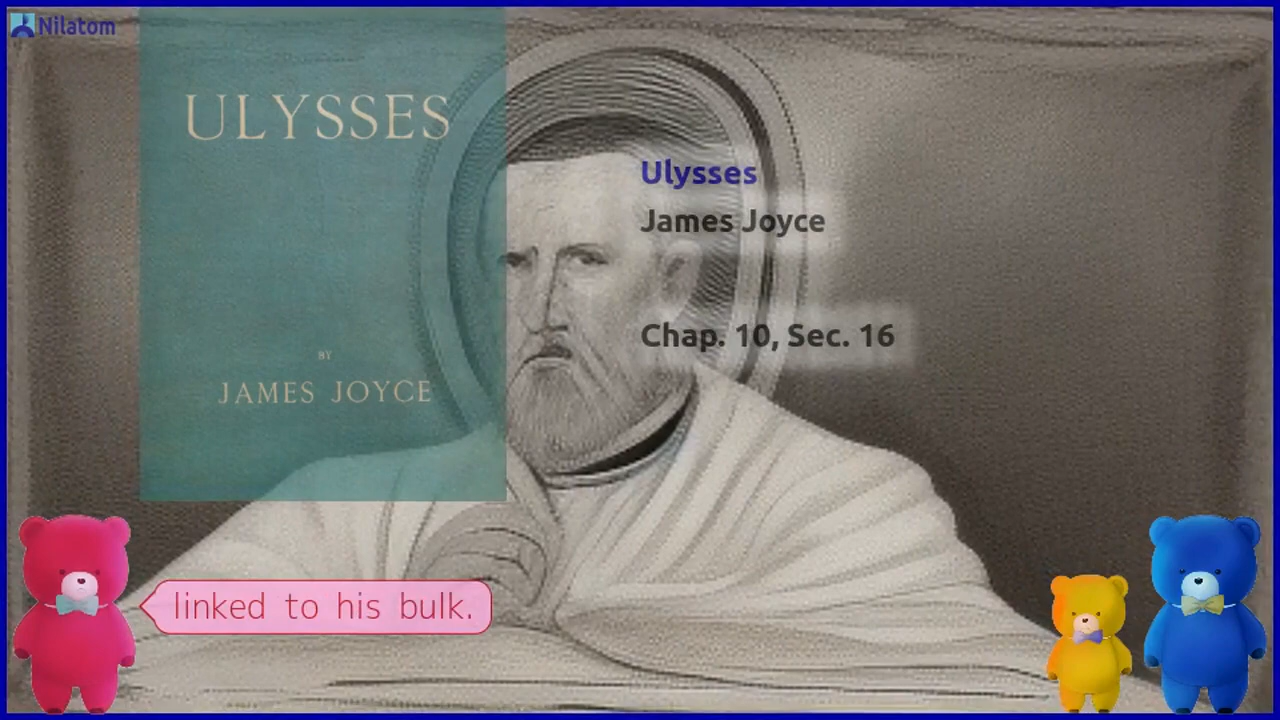 Nilatom
ULYSSES
BY
JAMES JOYCE
Ulysses
James Joyce
Chap. 10, Sec. 16
linked to his bulk.